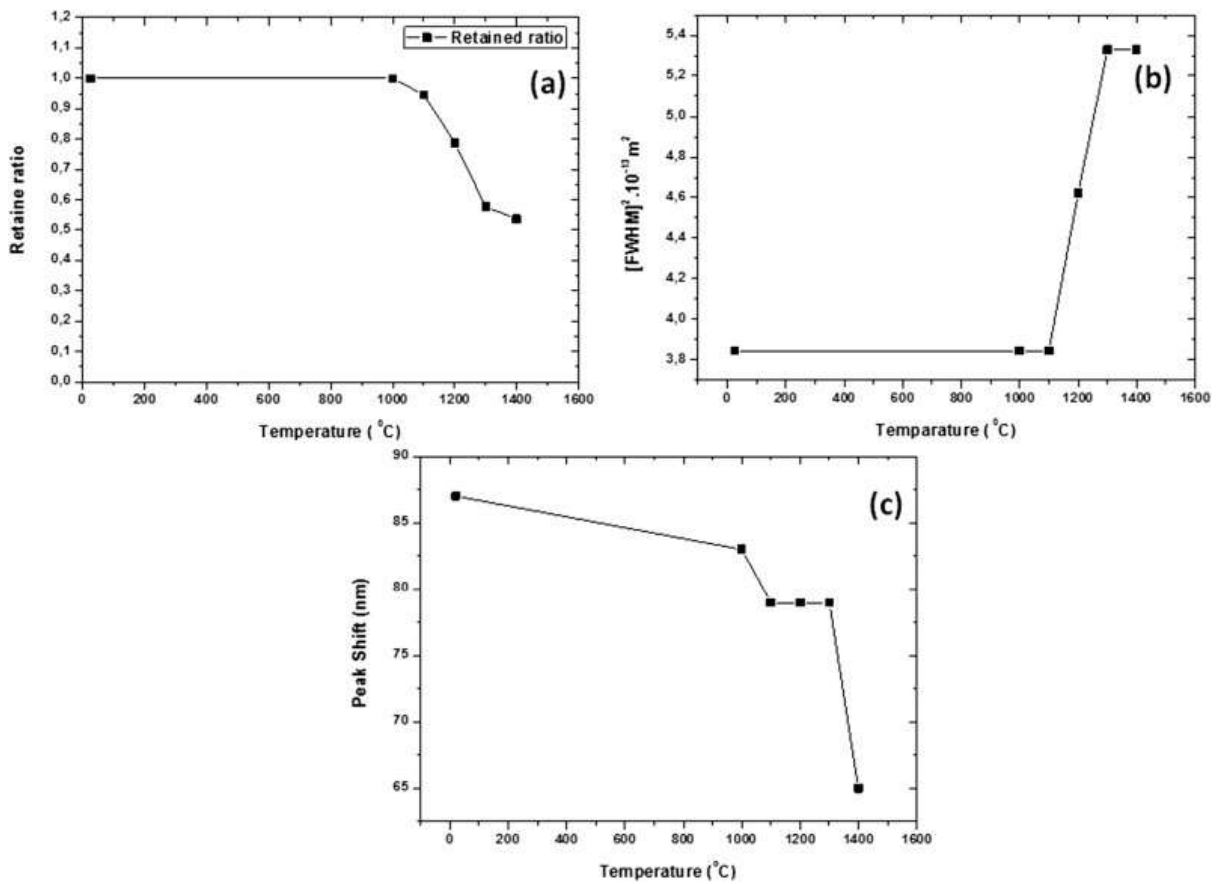 Retained ratio
(a)
1,2
1,1
1,0
0,9
0,8
0,7
0,6
0,5
0,4
0,3
0,2
0,1
0,0
Retaine ratio
0 200 400 600 800 1000 1200 1400 1600
Temperature ( °C)
(b)
5,4
5,2
5,0
4,8
4,6
4,4
4,2
4,0
3,8
[FWHM]².10⁻¹³ m²
0 200 400 600 800 1000 1200 1400 1600
Temparature (°C)
(c)
90
85
80
75
70
65
Peak Shift (nm)
0 200 400 600 800 1000 1200 1400 1600
Temperature (°C)